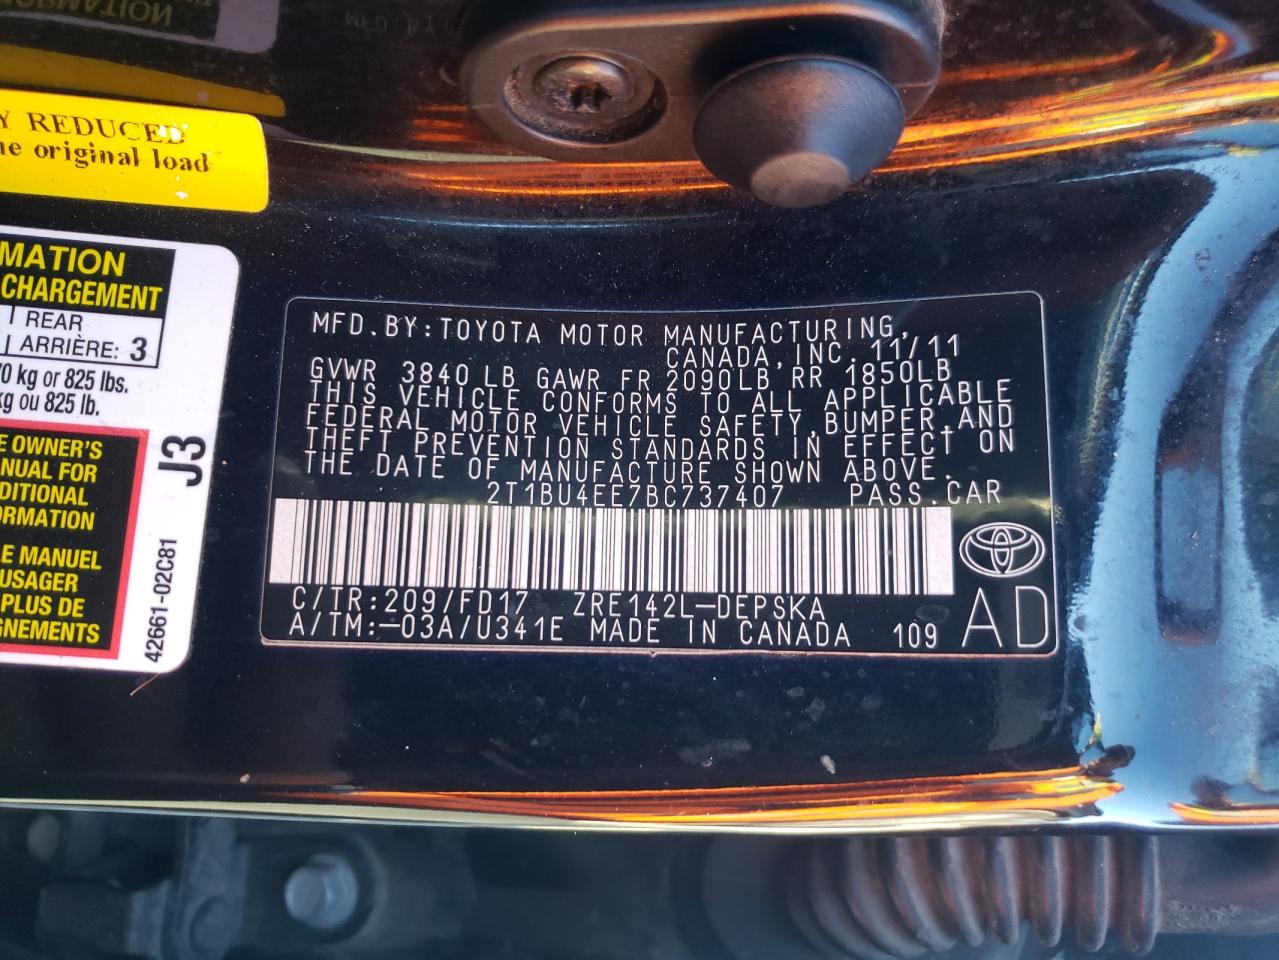 Y REDUCED
he original load
MATION
CHARGEMENT
REAR
ARRIÈRE: 3
70 kg or 825 lbs.
kg ou 825 lb.
OWNER'S
ANUAL FOR
DDITIONAL
ORMATION
LE MANUEL
USAGER
PLUS DE
GNEMENTS
J3
42661-02C81
MFD.BY:TOYOTA MOTOR MANUFACTURING,
CANADA,INC. 11/11
GVWR 3840 LB GAWR FR 2090LB, RR 1850LB
THIS VEHICLE CONFORMS TO ALL APPLICABLE
FEDERAL MOTOR VEHICLE SAFETY,BUMPER,AND
THEFT PREVENTION STANDARDS IN EFFECT ON
THE DATE OF MANUFACTURE SHOWN ABOVE.
2T1BU4EE7BC737407 PASS.CAR
C/TR:209/FD17 ZRE142L-DEPSKA
A/TM:-03A/U341E MADE IN CANADA 109 AD